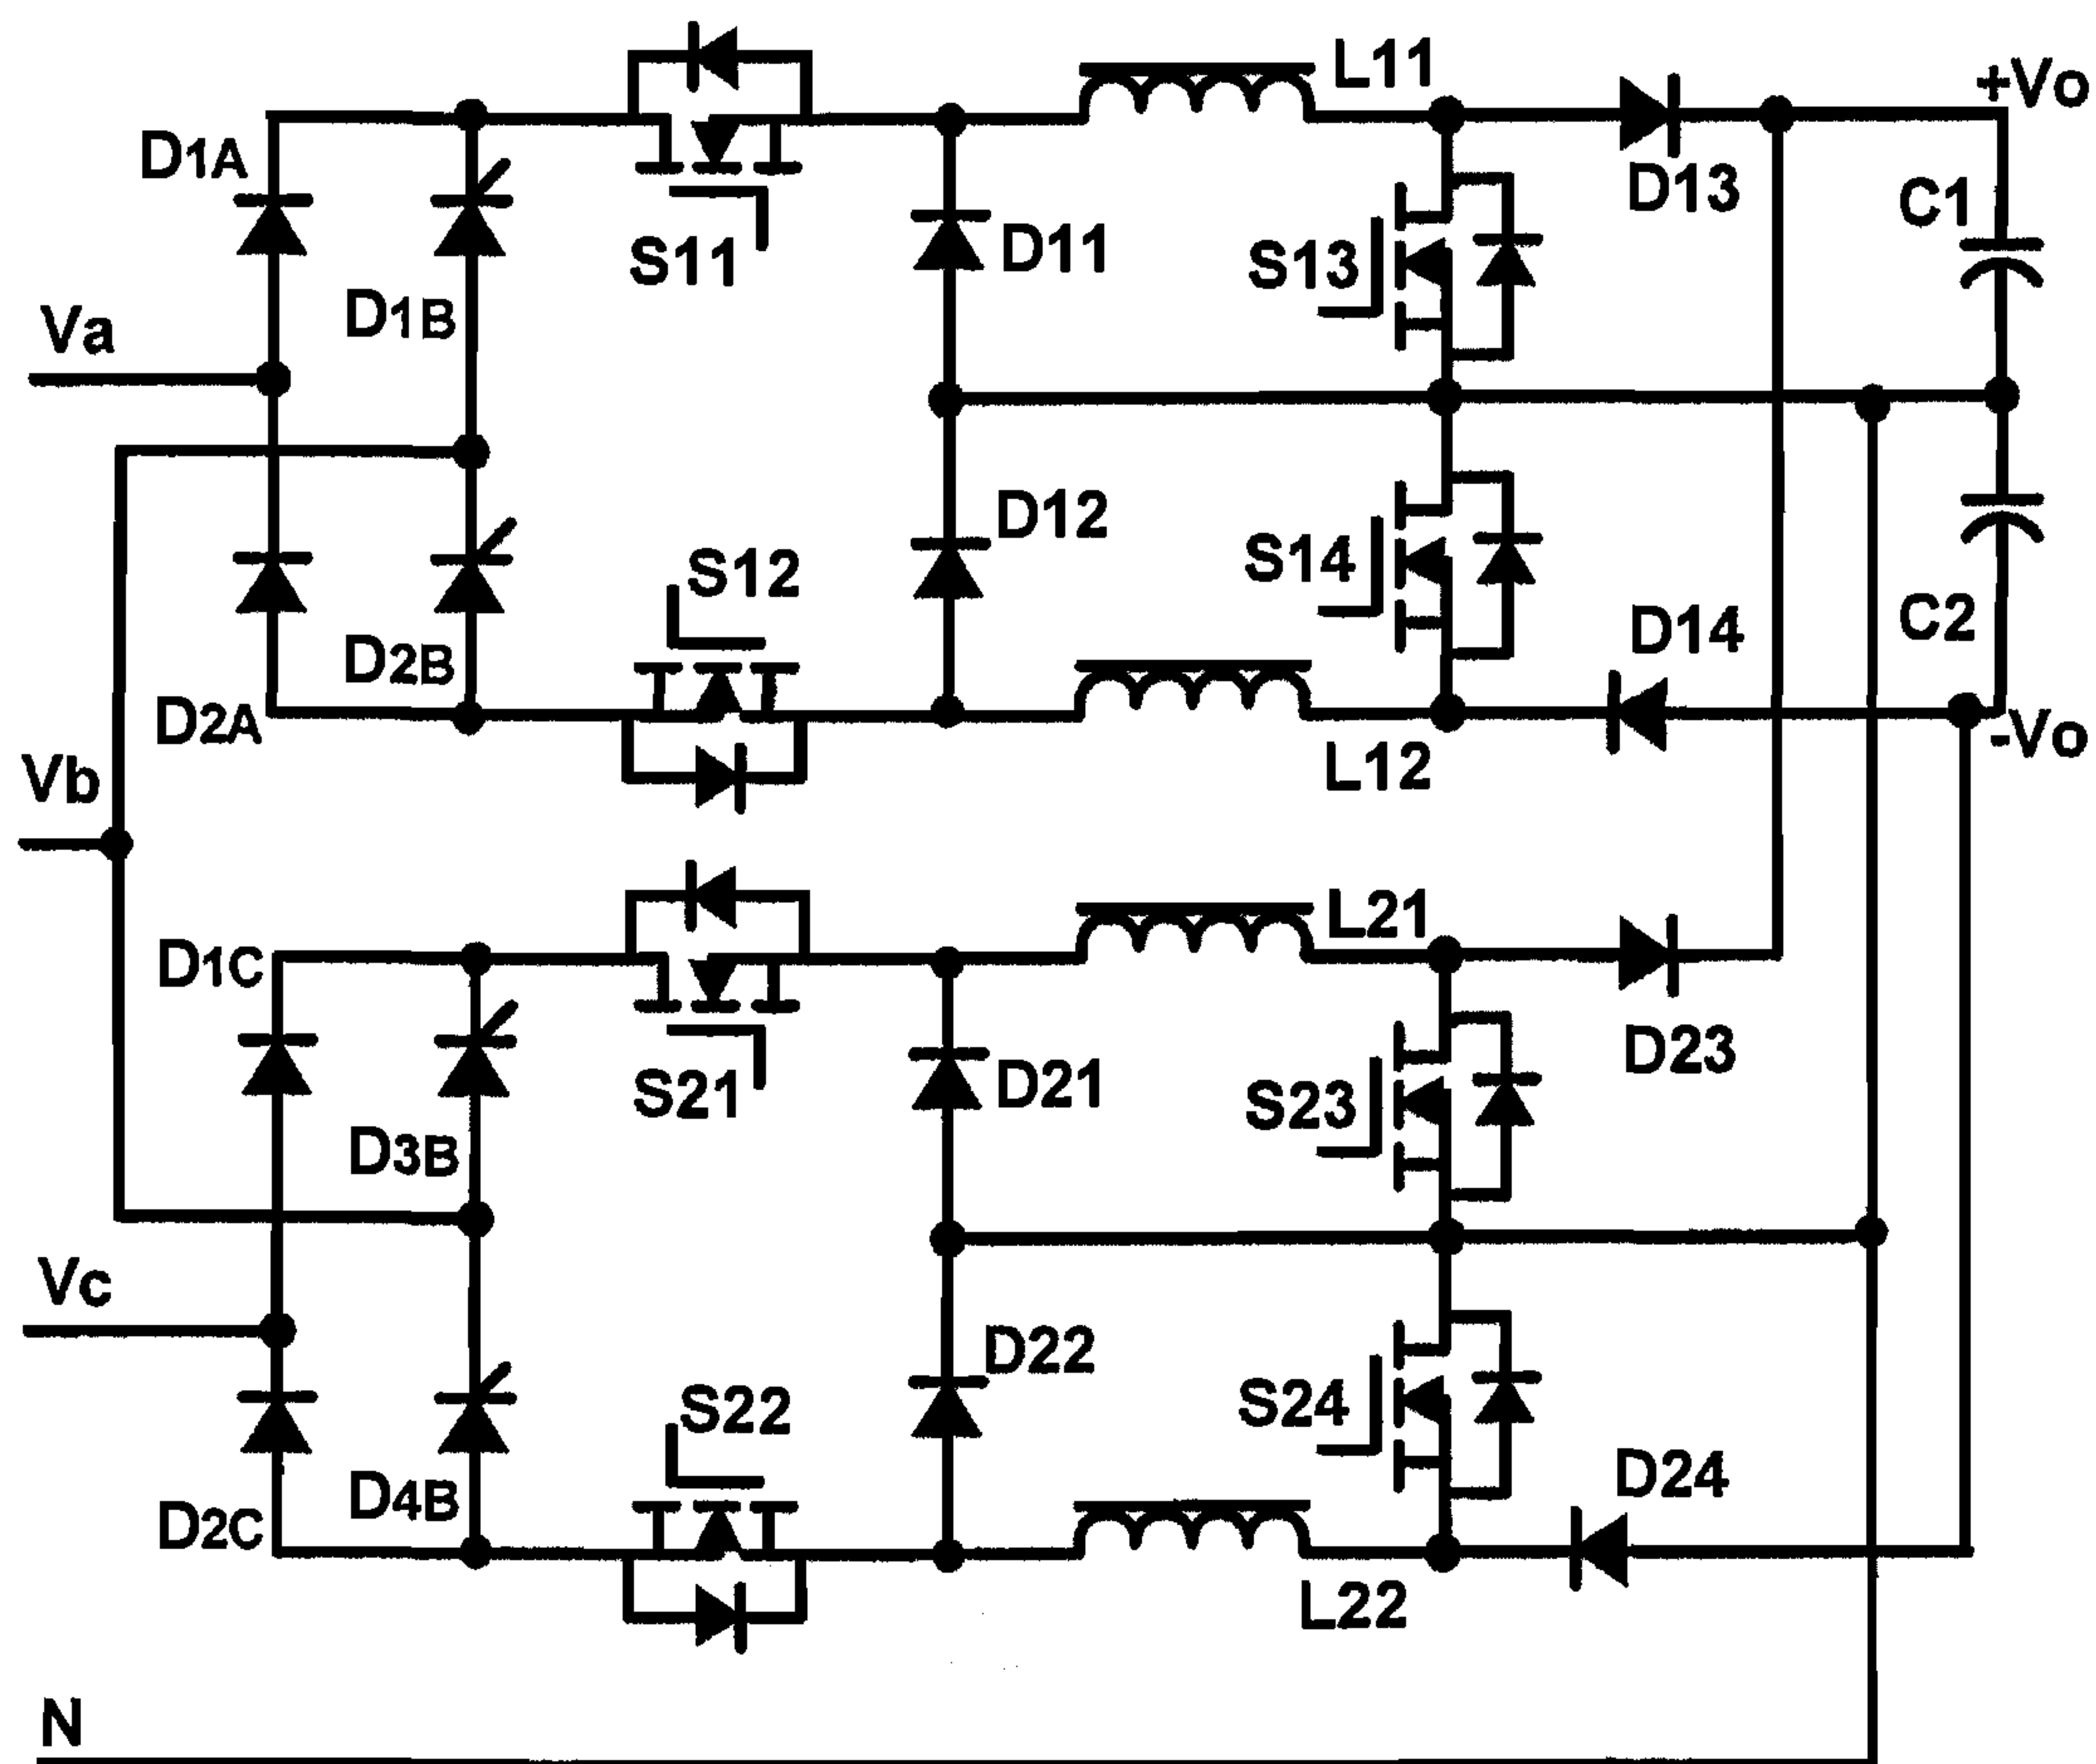 L11
+Vo
D1A
D13
C1
S11
D11
S13
D1B
Va
D12
S12
S14
D14
C2
D2B
D2A
-Vo
L12
Vb
L21
D1C
D23
S21
D21
S23
D3B
Vc
D22
S22
S24
D24
D4B
D2C
L22
N